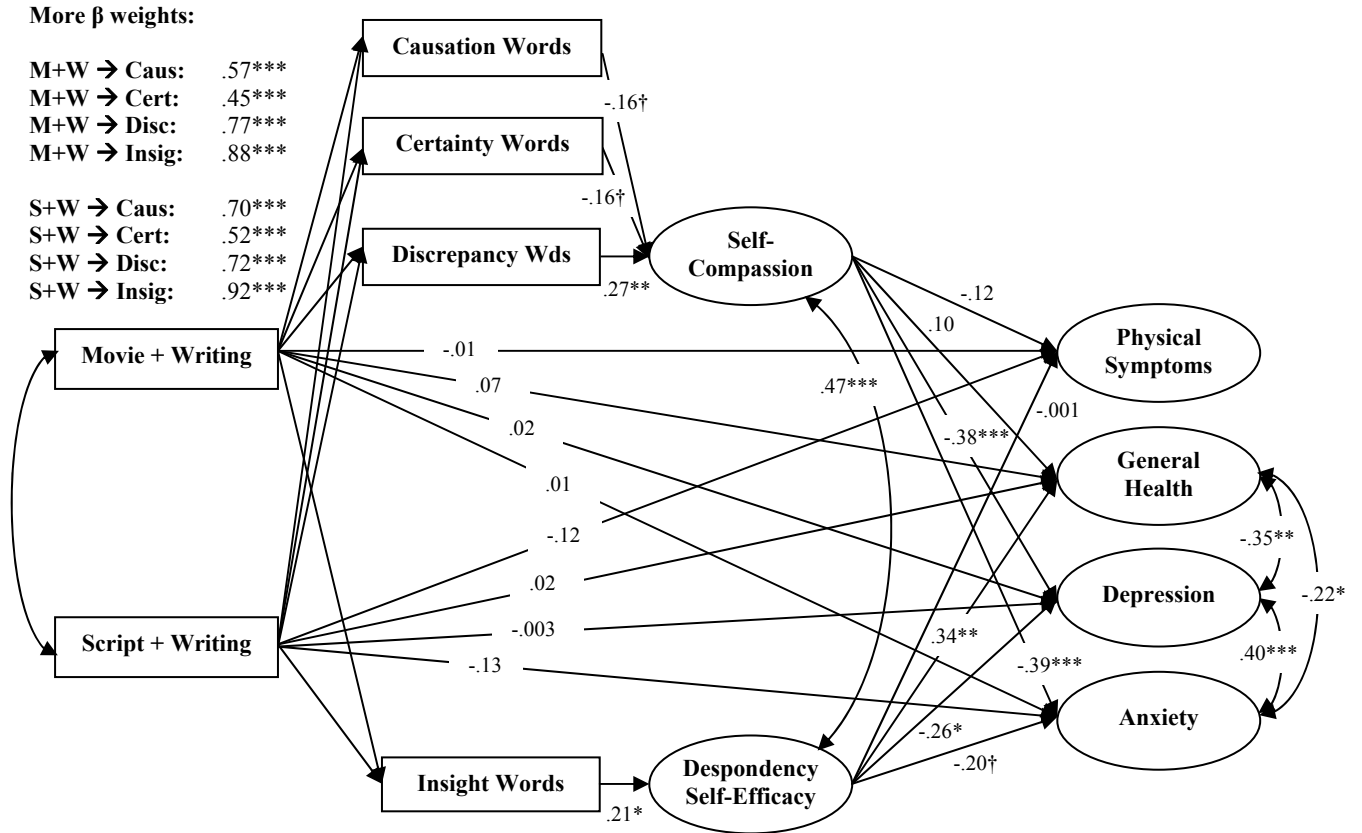 More β weights:
M+W → Caus: .57***
M+W → Cert: .45***
M+W → Disc: .77***
M+W → Insig: .88***
S+W → Caus: .70***
S+W → Cert: .52***
S+W → Disc: .72***
S+W → Insig: .92***
Causation Words
-.16†
Certainty Words
-.16†
Discrepancy Wds
.27**
Self-
Compassion
Movie + Writing
-.01
.07
.02
.01
-.12
.10
.47***
-.001
-.38***
Physical
Symptoms
General
Health
-.35**
-.22*
Depression
.40***
Anxiety
Script + Writing
-.12
.02
-.003
-.13
.34**
-.39***
-.26*
-.20†
Insight Words
.21*
Despondency
Self-Efficacy